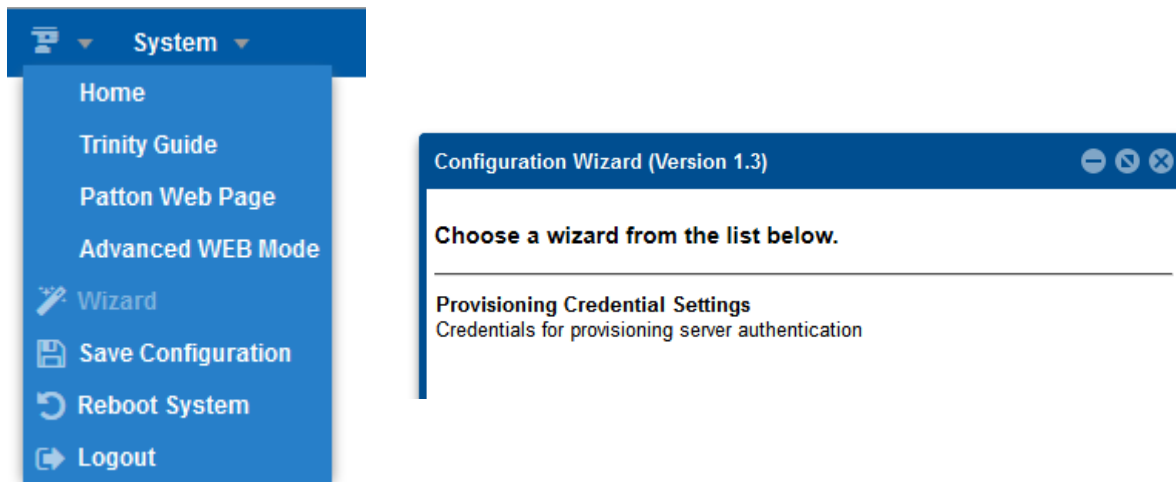 System
Home
Trinity Guide
Patton Web Page
Advanced WEB Mode
Wizard
Save Configuration
Reboot System
Logout
Configuration Wizard (Version 1.3)
Choose a wizard from the list below.
Provisioning Credential Settings
Credentials for provisioning server authentication